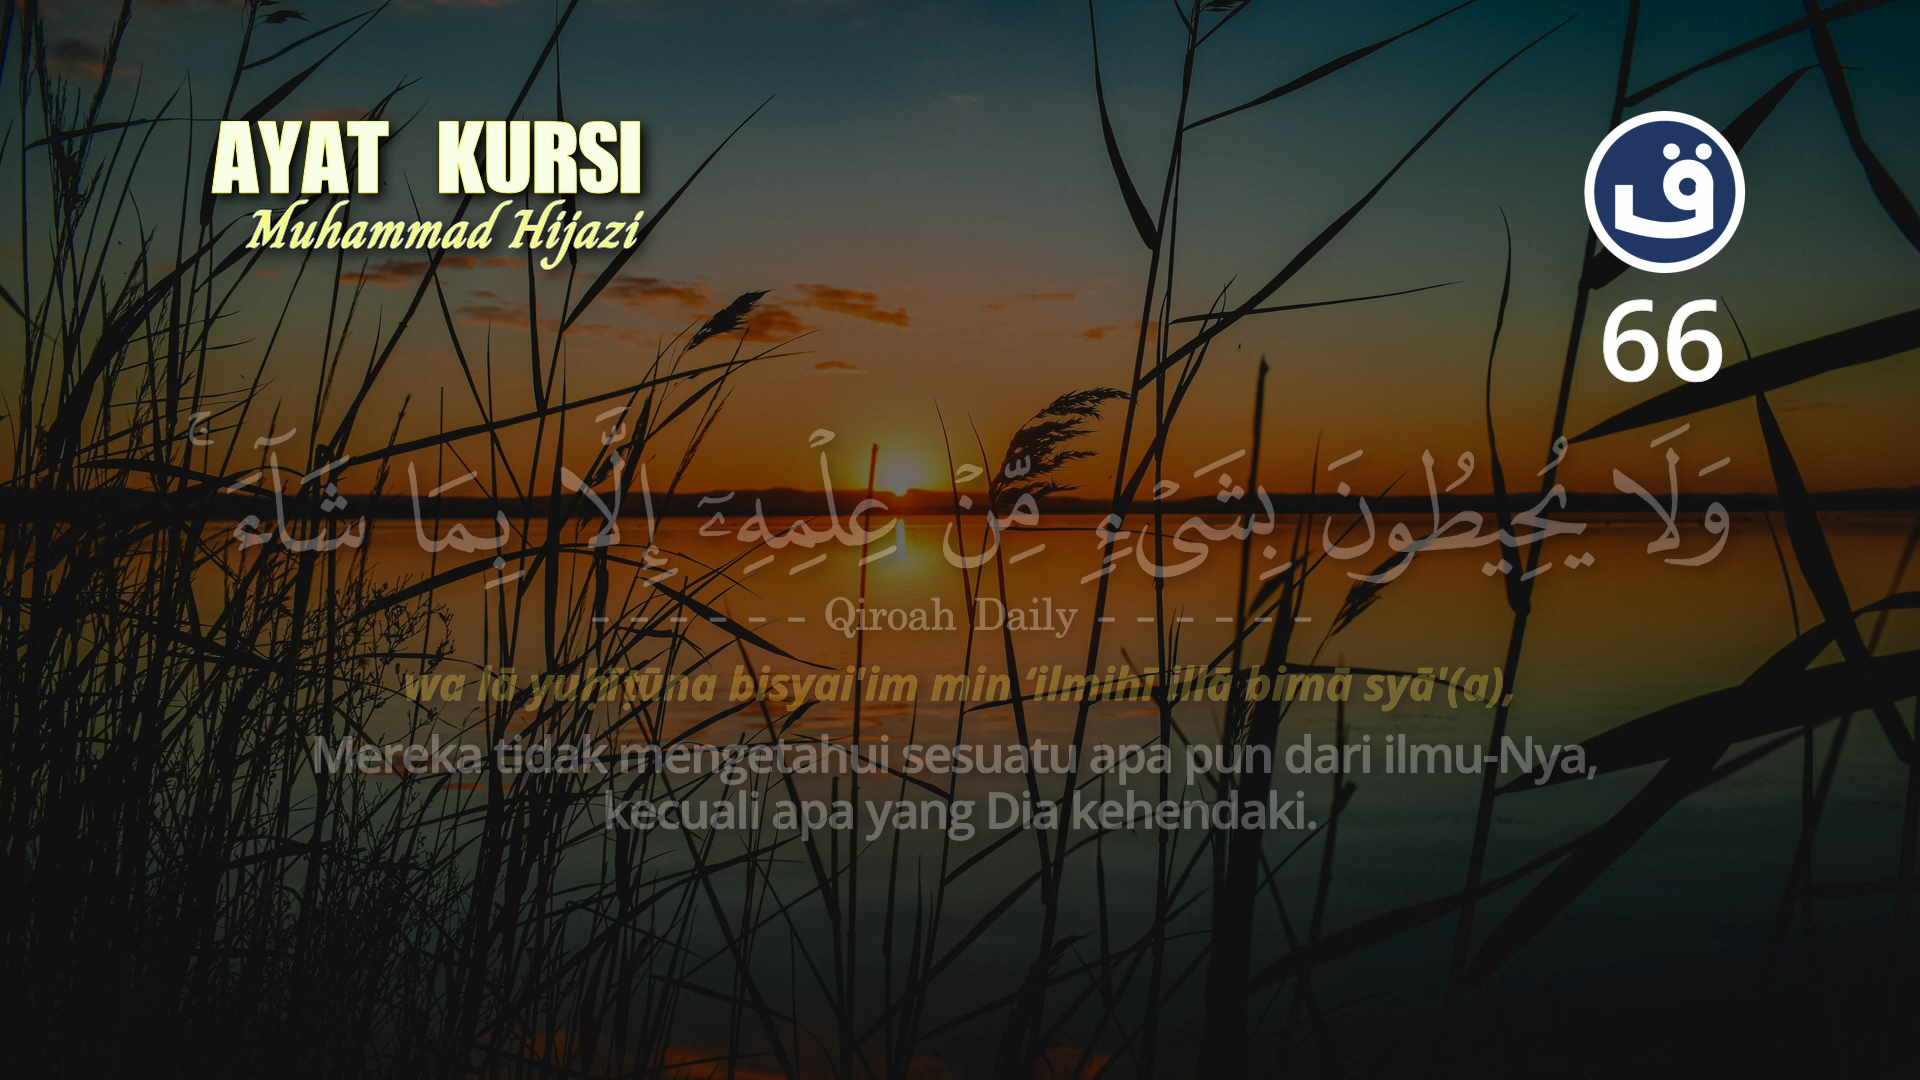 AYAT KURSI
Muhammad Hijazi
ق
66
وَلَا يُحِيطُونَ بِشَىْءٍ مِّنْ عِلْمِهِۦٓ إِلَّا بِمَا شَآءَ ۚ
- - - - - - Qiroah Daily - - - - - -
wa lā yuḥīṭūna bisyai'im min ‘ilmihī illā bimā syā'(a),
Mereka tidak mengetahui sesuatu apa pun dari ilmu-Nya,
kecuali apa yang Dia kehendaki.